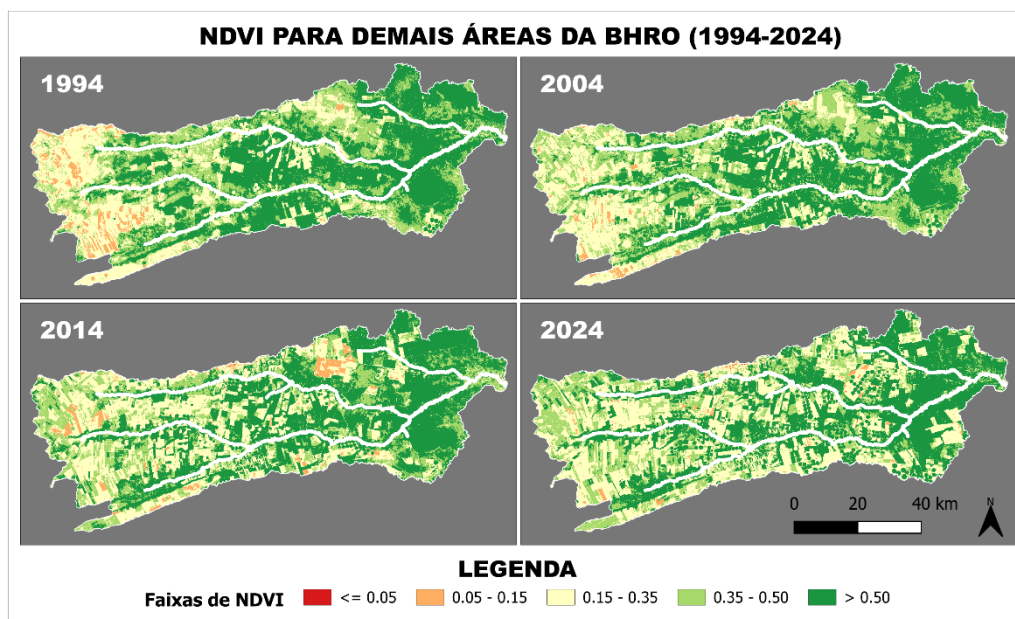 NDVI PARA DEMAIS ÁREAS DA BHRO (1994-2024)
1994
2004
2014
2024
0 20 40 km
N
LEGENDA
Faixas de NDVI <= 0.05 0.05 - 0.15 0.15 - 0.35 0.35 - 0.50 > 0.50